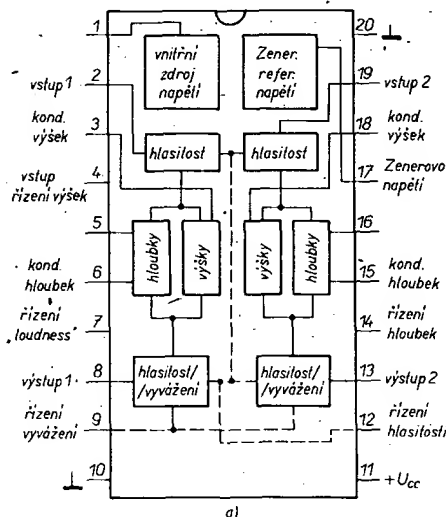 1
20
vnitřní
zdroj
napětí
Zener.
refer.
napětí
2
vstup 1
19
vstup 2
kond.
výšek
3
18
kond.
výšek
hlasitost
hlasitost
vstup
řízení výšek
4
17
Zenerovo
napětí
5
16
hloubky
výšky
výšky
hloubky
kond.
hloubek
6
15
kond.
hloubek
řízení
„loudness"
7
14
řízení
hloubek
výstup 1
8
hlasitost/
/vyvážení
hlasitost/
/vyvážení
13
výstup 2
řízení
vyvážení
9
12
řízení
hlasitosti
10
11
+Ucc
a)